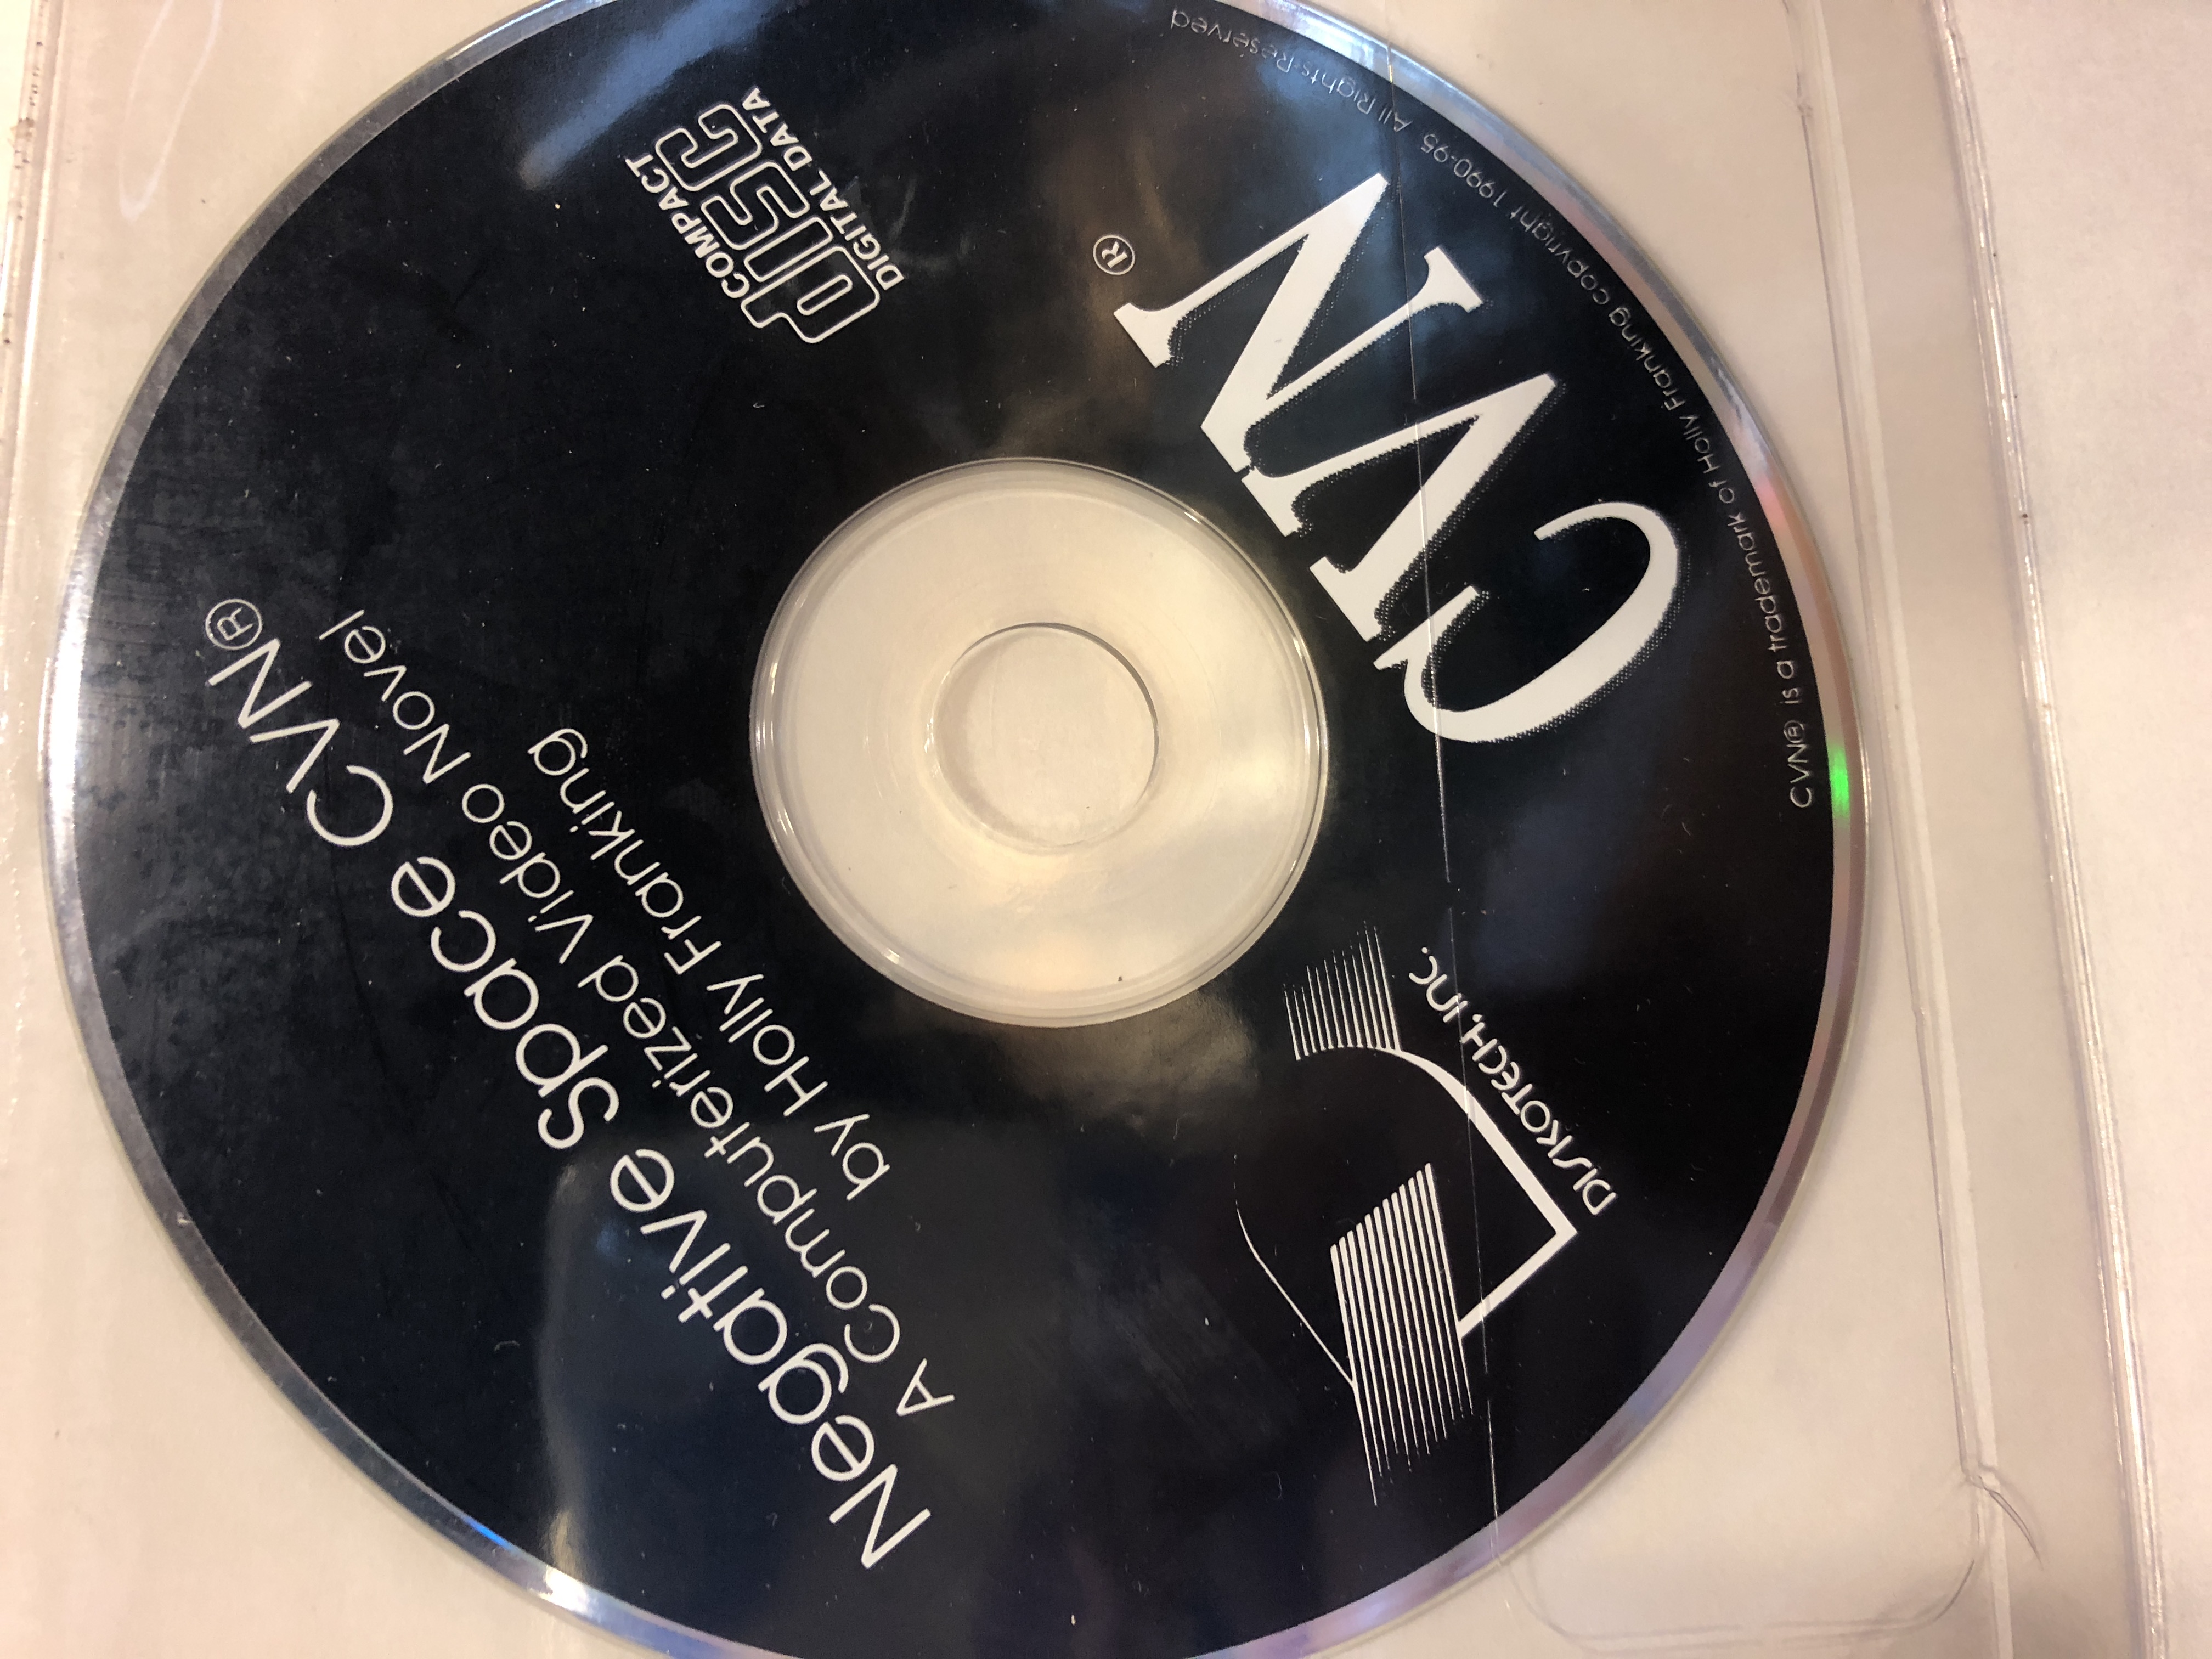 Negative Space CVN®
A Computerized Video Novel
by Holly Franking
COMPACT
disc
DIGITAL DATA
DISKOTECH, INC.
CVN®
CVN® is a trademark of Holly Franking copyright 1990-95 All Rights Reserved